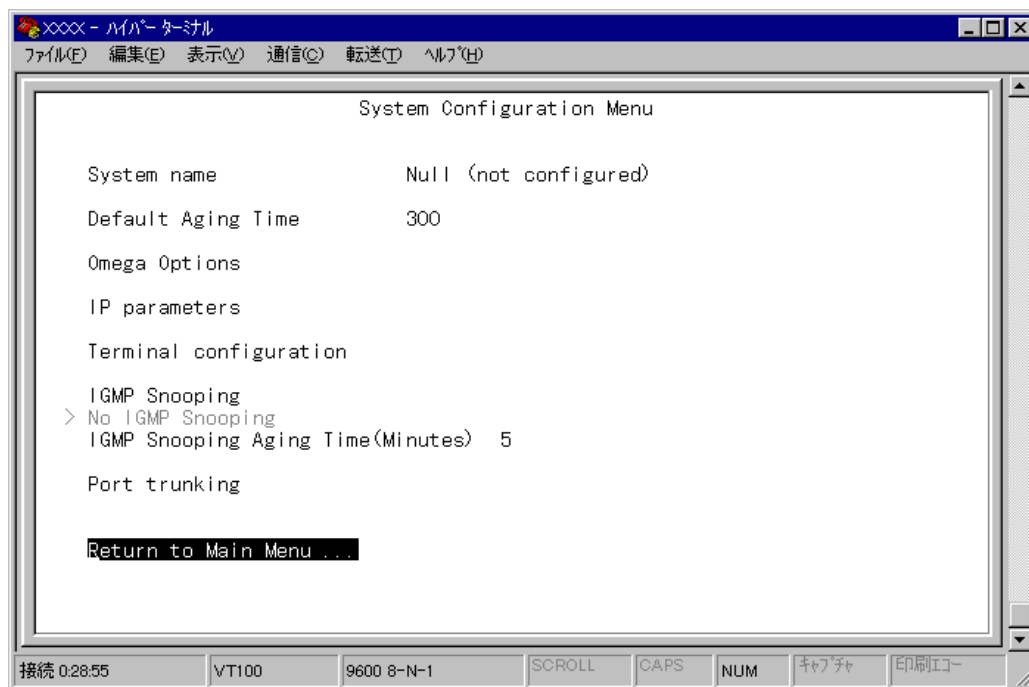 xxxx - ﾊｲﾊﾟｰ ﾀｰﾐﾅﾙ
ﾌｧｲﾙ(F) 編集(E) 表示(V) 通信(C) 転送(T) ﾍﾙﾌﾟ(H)
System Configuration Menu
System name Null (not configured)
Default Aging Time 300
Omega Options
IP parameters
Terminal configuration
IGMP Snooping
> No IGMP Snooping
IGMP Snooping Aging Time(Minutes) 5
Port trunking
Return to Main Menu ...
接続 0:28:55 VT100 9600 8-N-1 SCROLL CAPS NUM ｷｬﾌﾟﾁｬ 印刷ｴｺｰ